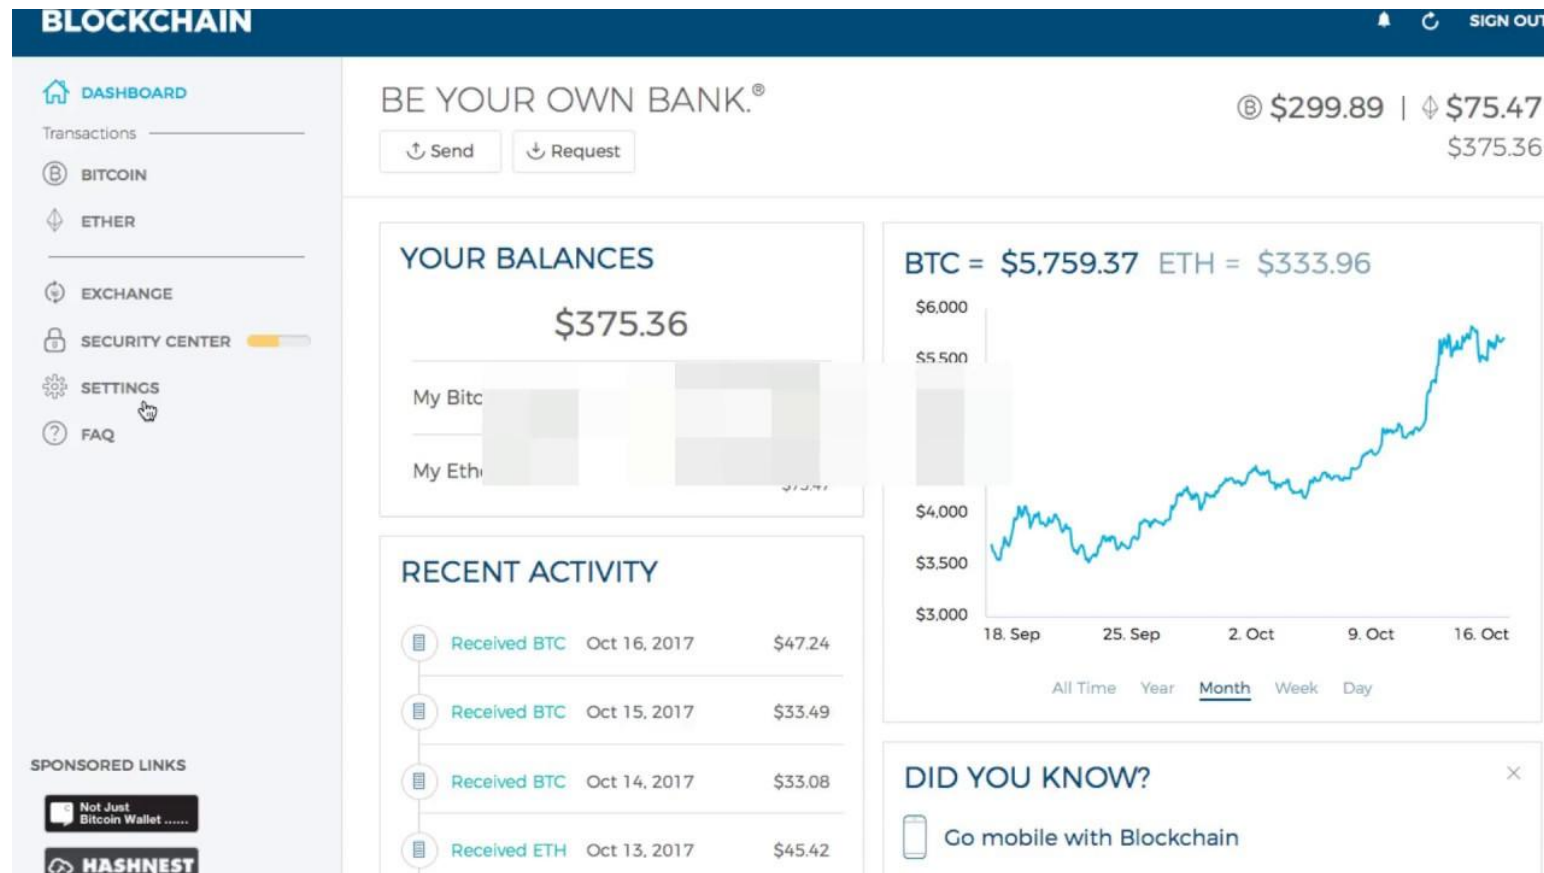 BLOCKCHAIN
SIGN OUT
DASHBOARD
Transactions
BITCOIN
ETHER
EXCHANGE
SECURITY CENTER
SETTINGS
FAQ
SPONSORED LINKS
Not Just
Bitcoin Wallet ......
HASHNEST
BE YOUR OWN BANK.®
Send Request
$299.89 | $75.47
$375.36
YOUR BALANCES
$375.36
My Bitc
My Eth
$75.47
RECENT ACTIVITY
Received BTC Oct 16, 2017 $47.24
Received BTC Oct 15, 2017 $33.49
Received BTC Oct 14, 2017 $33.08
Received ETH Oct 13, 2017 $45.42
BTC = $5,759.37 ETH = $333.96
$6,000
$5,500
$4,000
$3,500
$3,000
18. Sep 25. Sep 2. Oct 9. Oct 16. Oct
All Time Year Month Week Day
DID YOU KNOW?
Go mobile with Blockchain